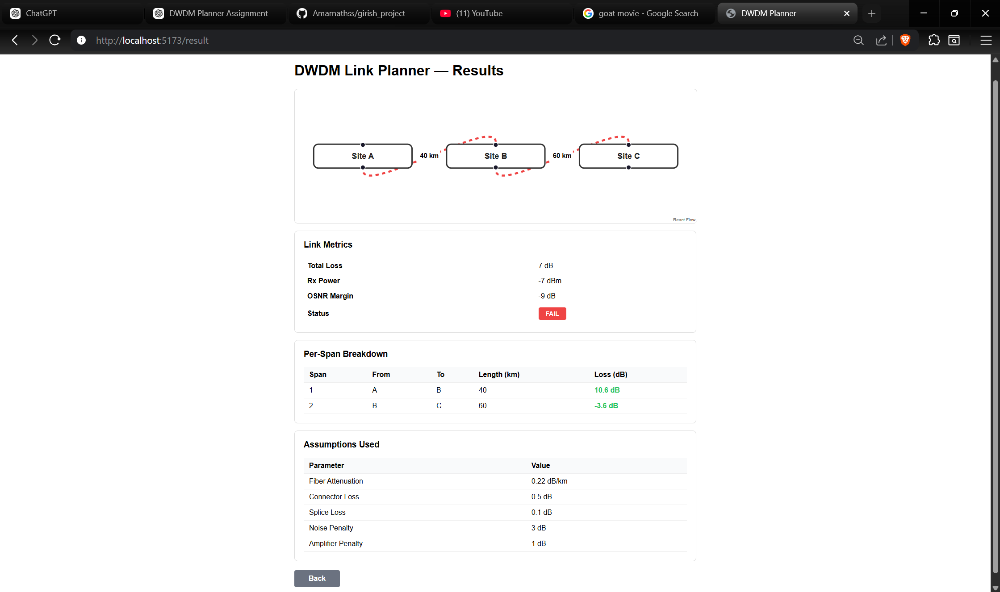 ChatGPT
DWDM Planner Assignment
Amarnathss/girish_project
(11) YouTube
goat movie - Google Search
DWDM Planner
http://localhost:5173/result
DWDM Link Planner — Results
Site A
40 km
Site B
60 km
Site C
React Flow
Link Metrics
Total Loss 7 dB
Rx Power -7 dBm
OSNR Margin -9 dB
Status FAIL
Per-Span Breakdown
Span From To Length (km) Loss (dB)
1 A B 40 10.6 dB
2 B C 60 -3.6 dB
Assumptions Used
Parameter Value
Fiber Attenuation 0.22 dB/km
Connector Loss 0.5 dB
Splice Loss 0.1 dB
Noise Penalty 3 dB
Amplifier Penalty 1 dB
Back